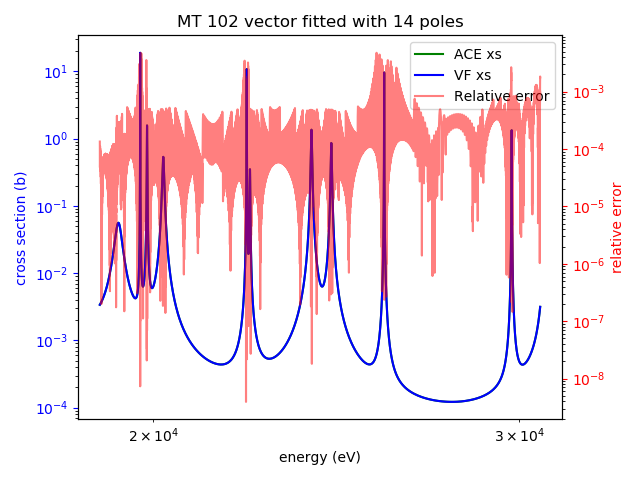 MT 102 vector fitted with 14 poles
ACE xs
VF xs
Relative error
cross section (b)
10¹
10⁰
10⁻¹
10⁻²
10⁻³
10⁻⁴
relative error
10⁻³
10⁻⁴
10⁻⁵
10⁻⁶
10⁻⁷
10⁻⁸
2 × 10⁴
3 × 10⁴
energy (eV)